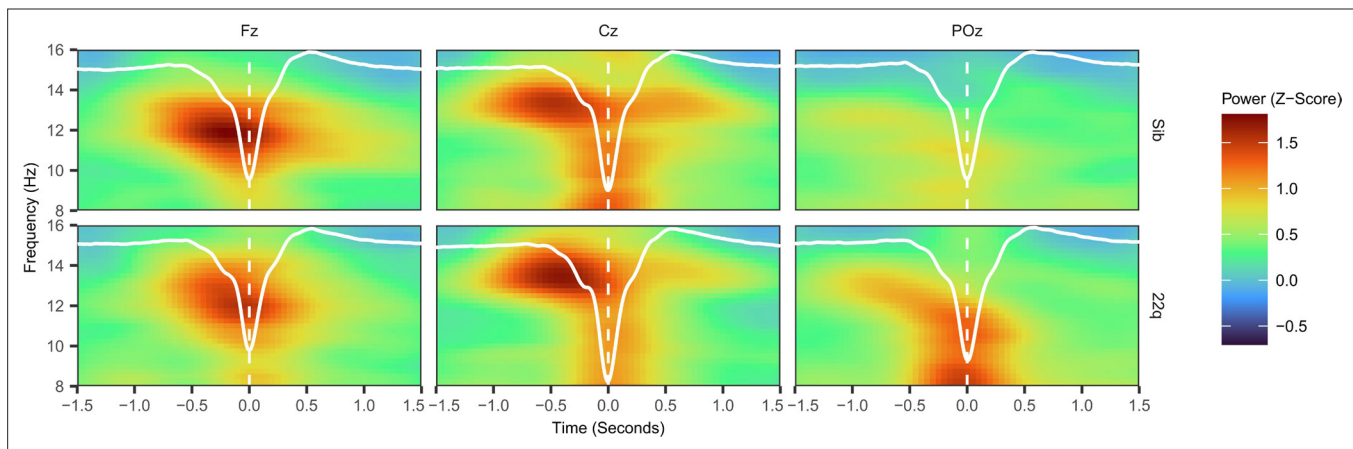 Fz Cz POz
16
14
12
10
8
Sib
16
14
12
10
8
22q
Frequency (Hz)
−1.5 −1.0 −0.5 0.0 0.5 1.0 1.5 −1.5 −1.0 −0.5 0.0 0.5 1.0 1.5 −1.5 −1.0 −0.5 0.0 0.5 1.0 1.5
Time (Seconds)
Power (Z-Score)
1.5
1.0
0.5
0.0
−0.5